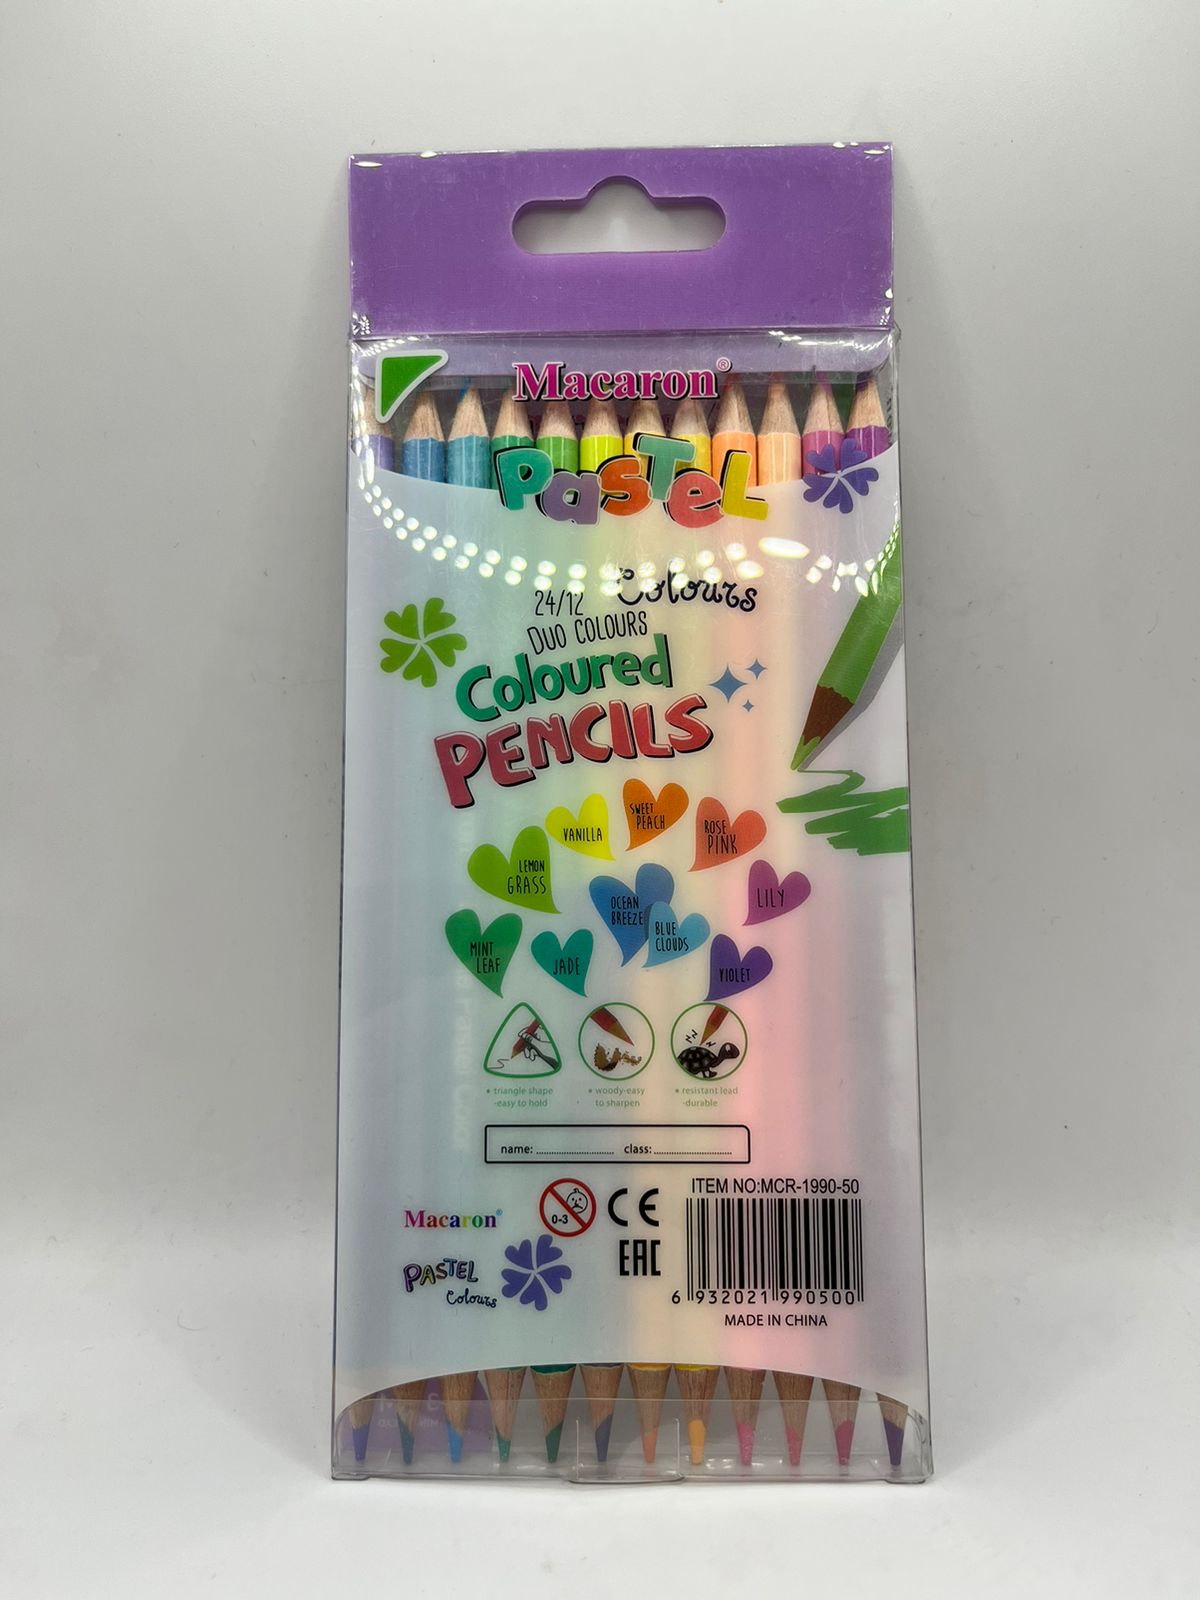 Macaron®
PASTEL
Colours
24/12
DUO COLOURS
Coloured
PENCILS
SWEET
PEACH
VANILLA
ROSE
PINK
LEMON
GRASS
LILY
OCEAN
BREEZE
BLUE
CLOUDS
MINT
LEAF
JADE
VIOLET
• triangle shape
-easy to hold
• woody-easy
to sharpen
• resistant lead
-durable
name: class:
ITEM NO:MCR-1990-50
Macaron®
0-3
CE
EAC
PASTEL
Colours
6 932021 990500
MADE IN CHINA